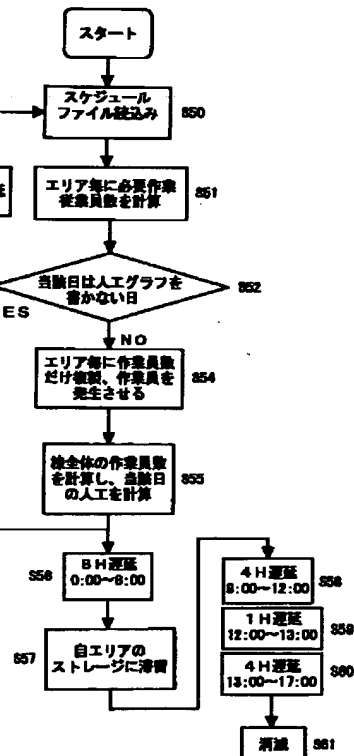 スタート
スケジュール
ファイル読込み
S50
エリア毎に必要作業
従業員数を計算
S51
当該日は人工グラフを
書かない日
S52
ES
NO
エリア毎に作業員数
だけ複製、作業員を
発生させる
S54
棟全体の作業員数
を計算し、当該日
の人工を計算
S55
S56
8H遅延
0:00~8:00
S57
自エリアの
ストレージに滞留
4H遅延
8:00~12:00
S58
1H遅延
12:00~13:00
S59
4H遅延
13:00~17:00
S60
消滅
S61